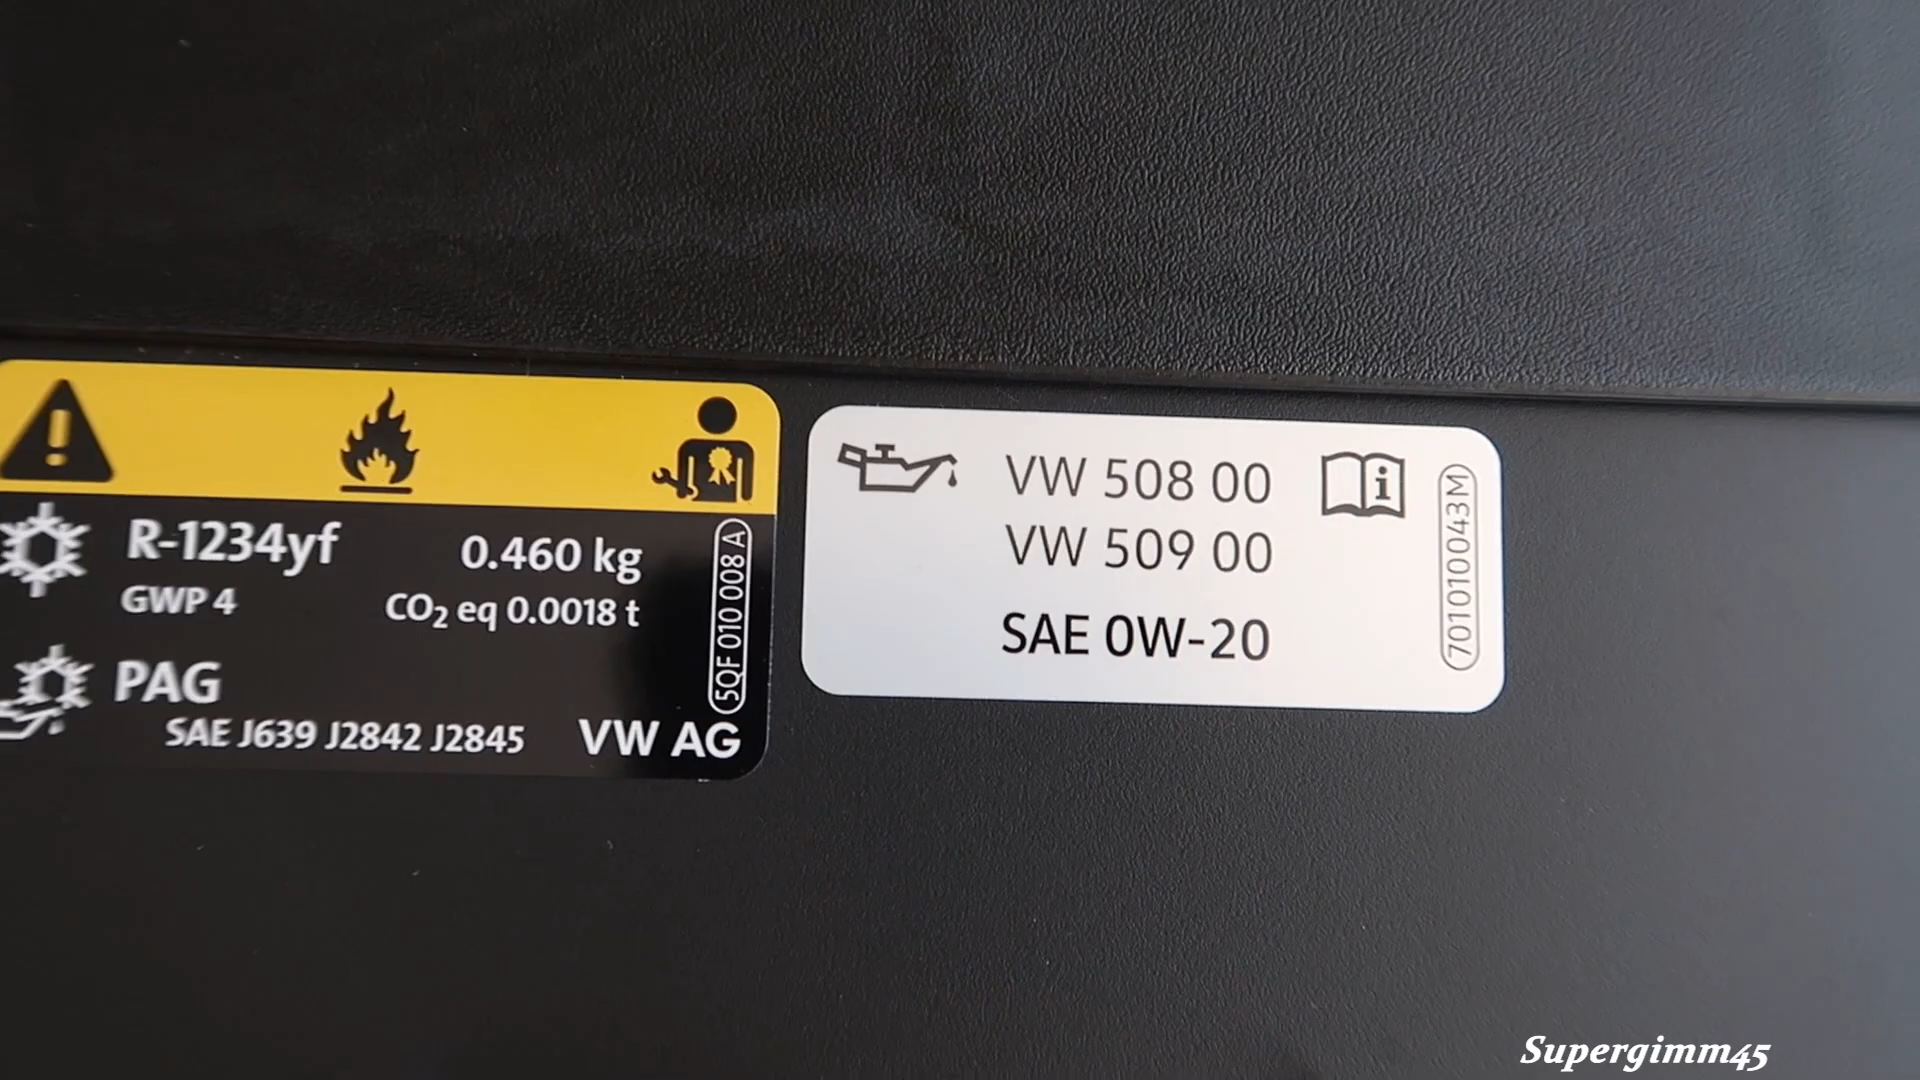 R-1234yf 0.460 kg
GWP 4 CO₂ eq 0.0018 t
PAG
SAE J639 J2842 J2845 VW AG
5QF 010 008 A
VW 508 00
VW 509 00
SAE 0W-20
7010100043M
Supergimm45